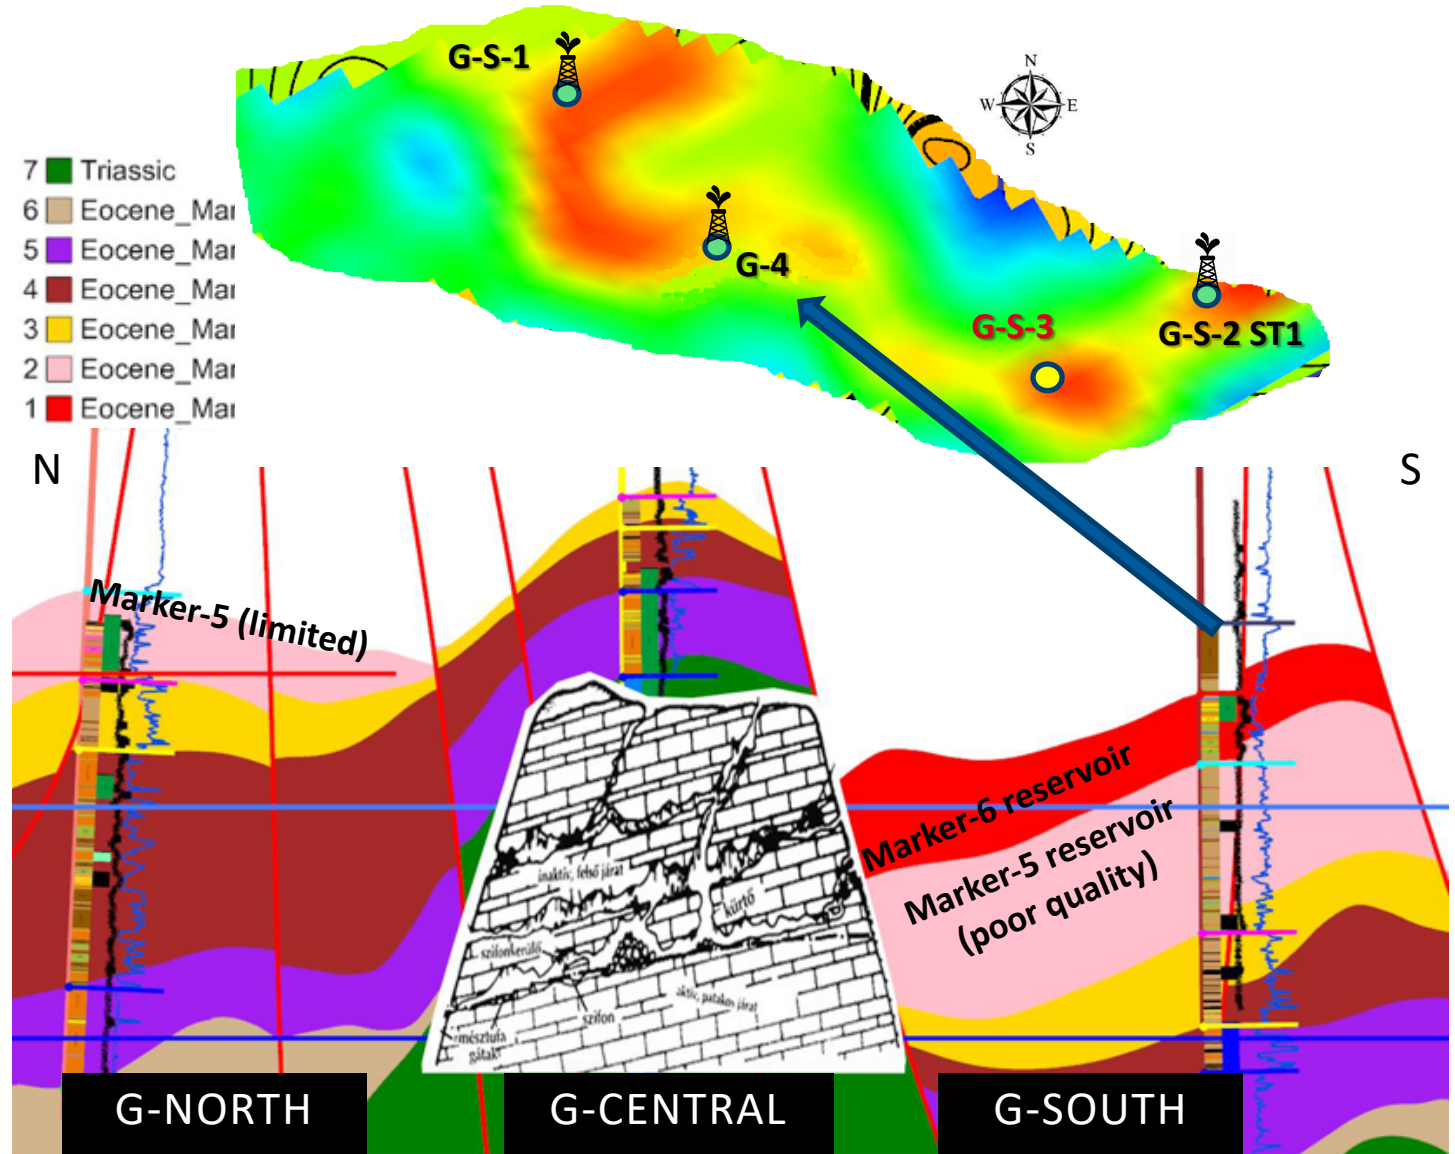 G-S-1
N
W E
S
G-4
G-S-3
G-S-2 ST1
7 Triassic
6 Eocene_Mar
5 Eocene_Mar
4 Eocene_Mar
3 Eocene_Mar
2 Eocene_Mar
1 Eocene_Mar
N
S
Marker-5 (limited)
Marker-6 reservoir
Marker-5 reservoir
(poor quality)
inaktív, felső járat
kürtő
szifonkerülő
szifon
aktív, patakos járat
mésztufa
gátak
G-NORTH
G-CENTRAL
G-SOUTH